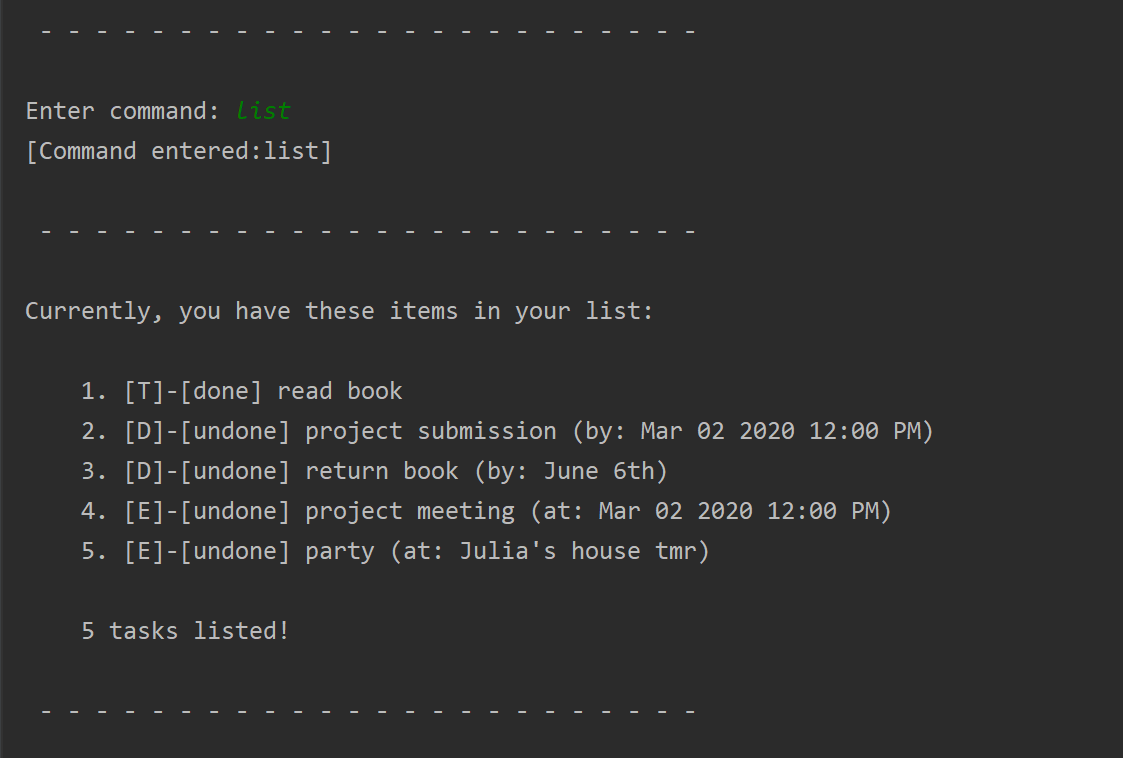 - - - - - - - - - - - - - - - - - - - - - - - -
Enter command: list
[Command entered:list]
- - - - - - - - - - - - - - - - - - - - - - - -
Currently, you have these items in your list:
1. [T]-[done] read book
2. [D]-[undone] project submission (by: Mar 02 2020 12:00 PM)
3. [D]-[undone] return book (by: June 6th)
4. [E]-[undone] project meeting (at: Mar 02 2020 12:00 PM)
5. [E]-[undone] party (at: Julia's house tmr)
5 tasks listed!
- - - - - - - - - - - - - - - - - - - - - - - -